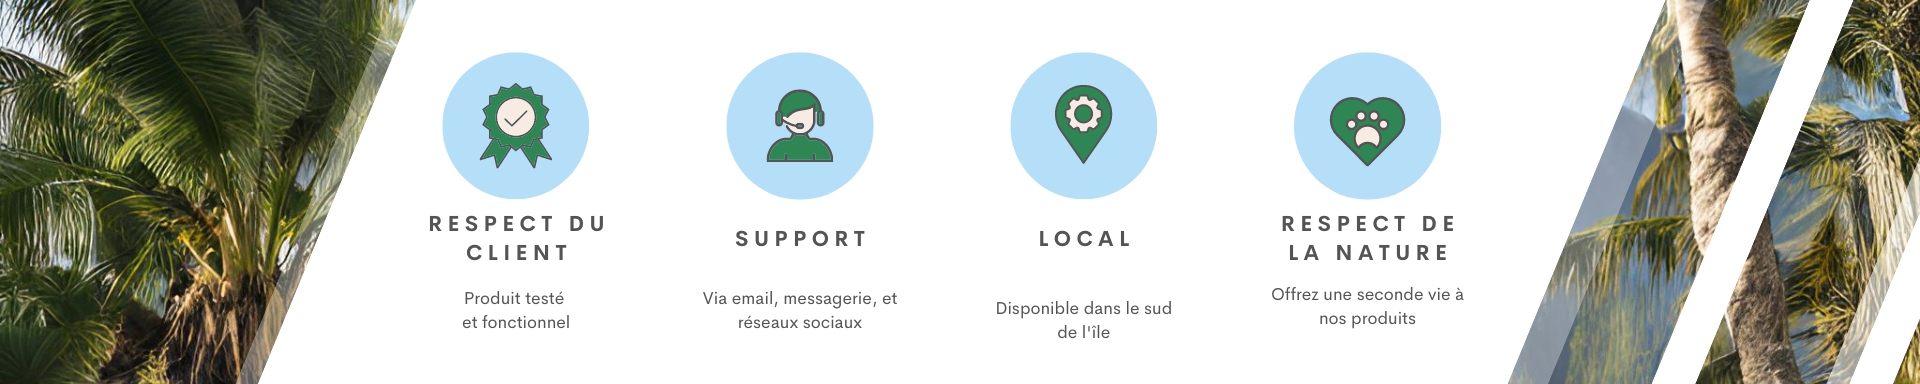 RESPECT DU
CLIENT
Produit testé
et fonctionnel
SUPPORT
Via email, messagerie, et
réseaux sociaux
LOCAL
Disponible dans le sud
de l'île
RESPECT DE
LA NATURE
Offrez une seconde vie à
nos produits